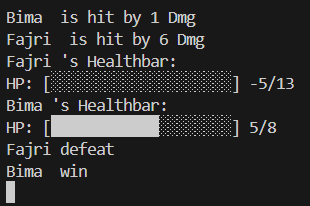 Bima  is hit by 1 Dmg
Fajri  is hit by 6 Dmg
Fajri 's Healthbar:
HP: [░░░░░░░░░░░░░░░░░░░░] -5/13
Bima 's Healthbar:
HP: [████████████░░░░░░░░] 5/8
Fajri defeat
Bima  win